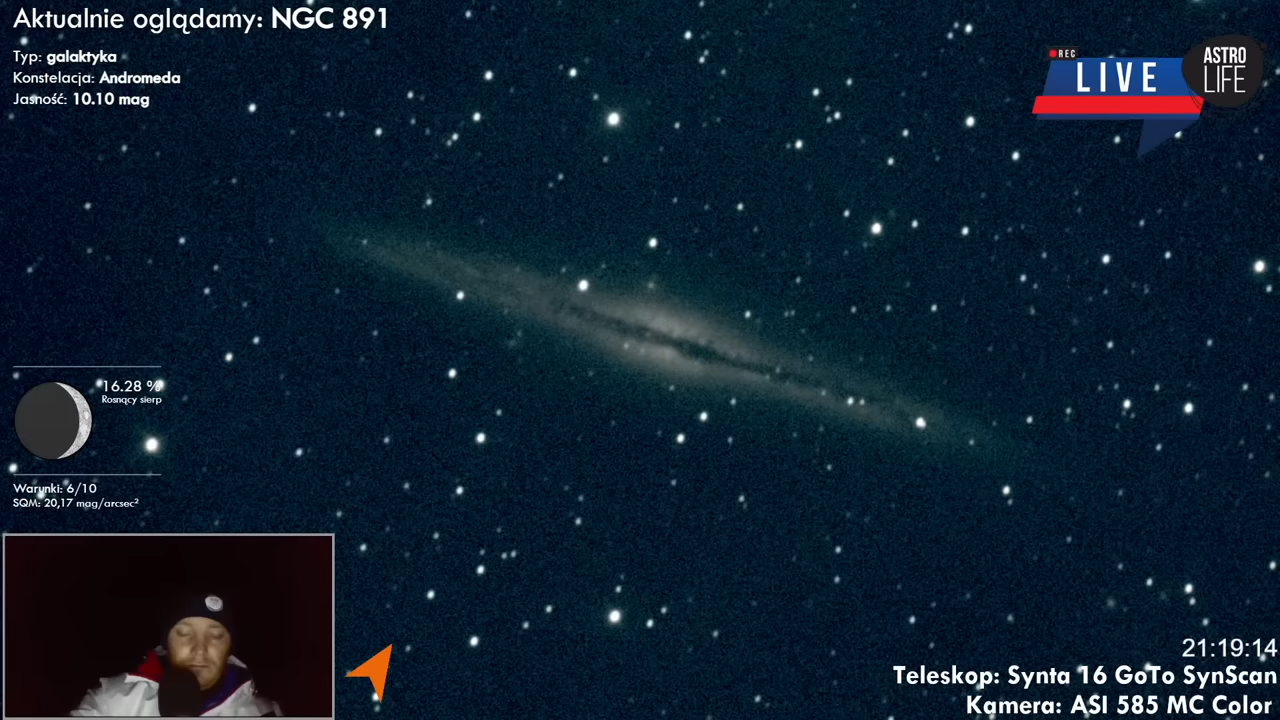 Aktualnie oglądamy: NGC 891
Typ: galaktyka
Konstelacja: Andromeda
Jasność: 10.10 mag
REC
LIVE
ASTRO
LIFE
16.28 %
Rosnący sierp
Warunki: 6/10
SQM: 20,17 mag/arcsec²
21:19:14
Teleskop: Synta 16 GoTo SynScan
Kamera: ASI 585 MC Color